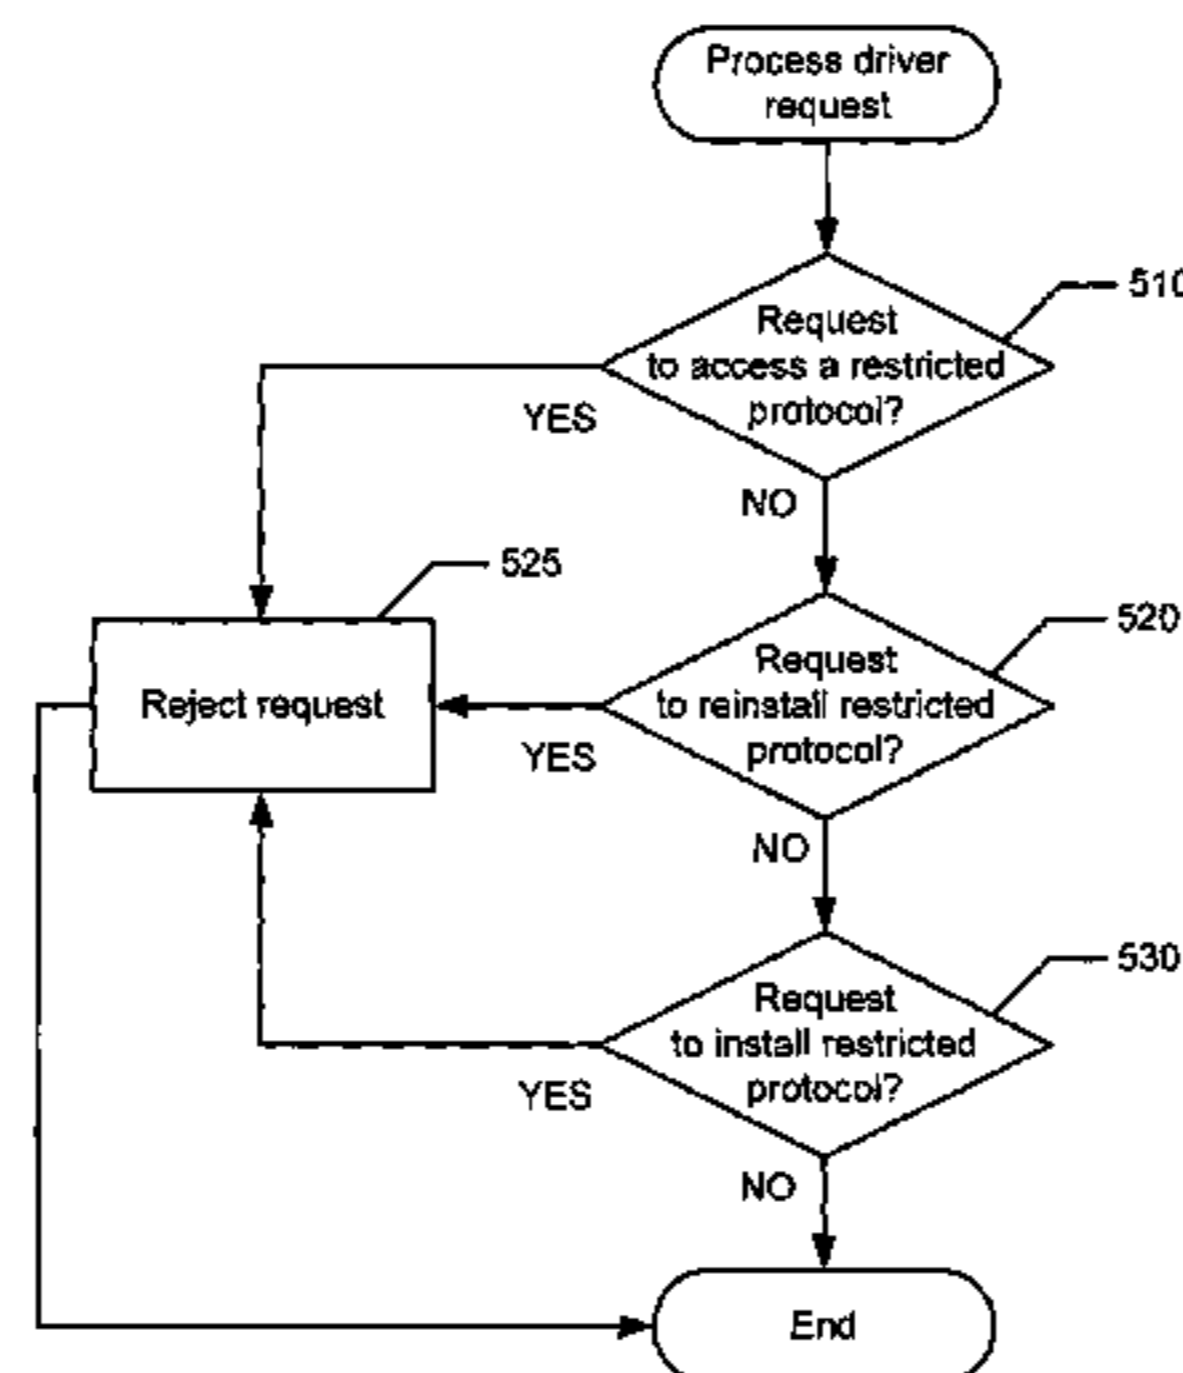 Process driver
request
510
Request
to access a restricted
protocol?
YES
NO
525
520
Reject request
Request
to reinstall restricted
protocol?
YES
NO
530
Request
to install restricted
protocol?
YES
NO
End